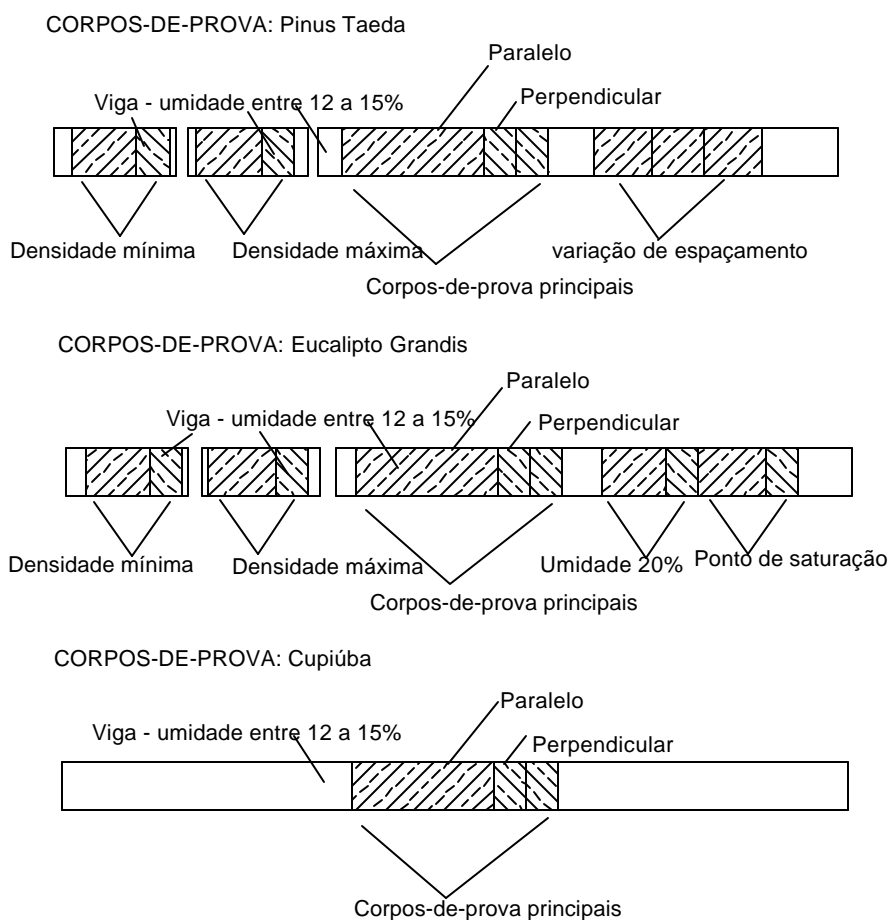 CORPOS-DE-PROVA: Pinus Taeda
Paralelo
Viga - umidade entre 12 a 15%
Perpendicular
Densidade mínima
Densidade máxima
variação de espaçamento
Corpos-de-prova principais
CORPOS-DE-PROVA: Eucalipto Grandis
Paralelo
Viga - umidade entre 12 a 15%
Perpendicular
Densidade mínima
Densidade máxima
Umidade 20%
Ponto de saturação
Corpos-de-prova principais
CORPOS-DE-PROVA: Cupiúba
Paralelo
Viga - umidade entre 12 a 15%
Perpendicular
Corpos-de-prova principais